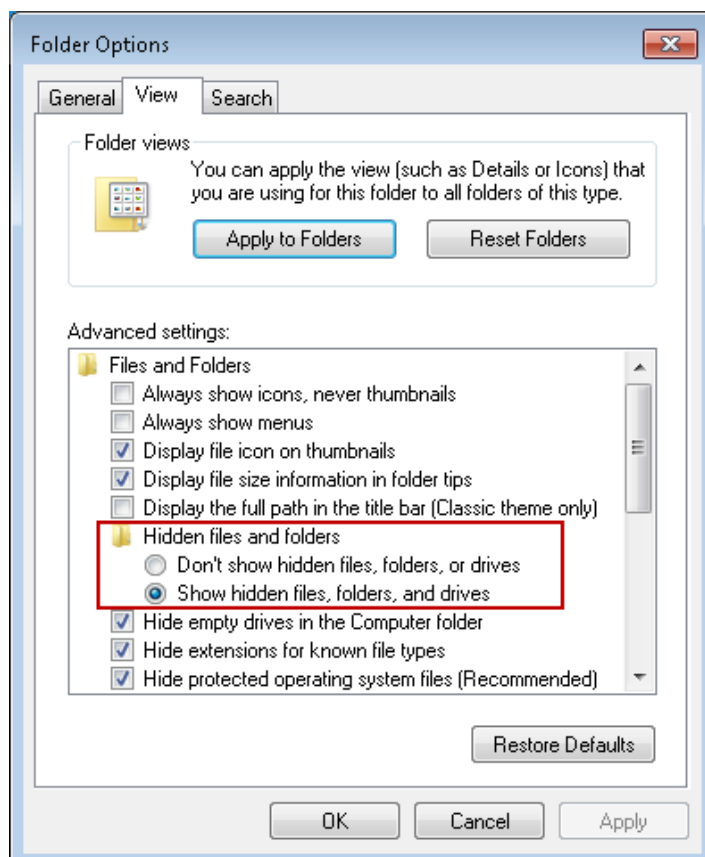 Folder Options
General View Search
Folder views
You can apply the view (such as Details or Icons) that
you are using for this folder to all folders of this type.
Apply to Folders Reset Folders
Advanced settings:
Files and Folders
Always show icons, never thumbnails
Always show menus
Display file icon on thumbnails
Display file size information in folder tips
Display the full path in the title bar (Classic theme only)
Hidden files and folders
Don't show hidden files, folders, or drives
Show hidden files, folders, and drives
Hide empty drives in the Computer folder
Hide extensions for known file types
Hide protected operating system files (Recommended)
Restore Defaults
OK Cancel Apply